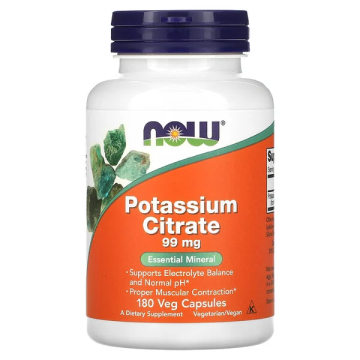 NOW
Potassium
Citrate
99 mg
Essential Mineral
• Supports Electrolyte Balance
and Normal pH*
• Proper Muscular Contraction*
180 Veg Capsules
A Dietary Supplement Vegetarian/Vegan